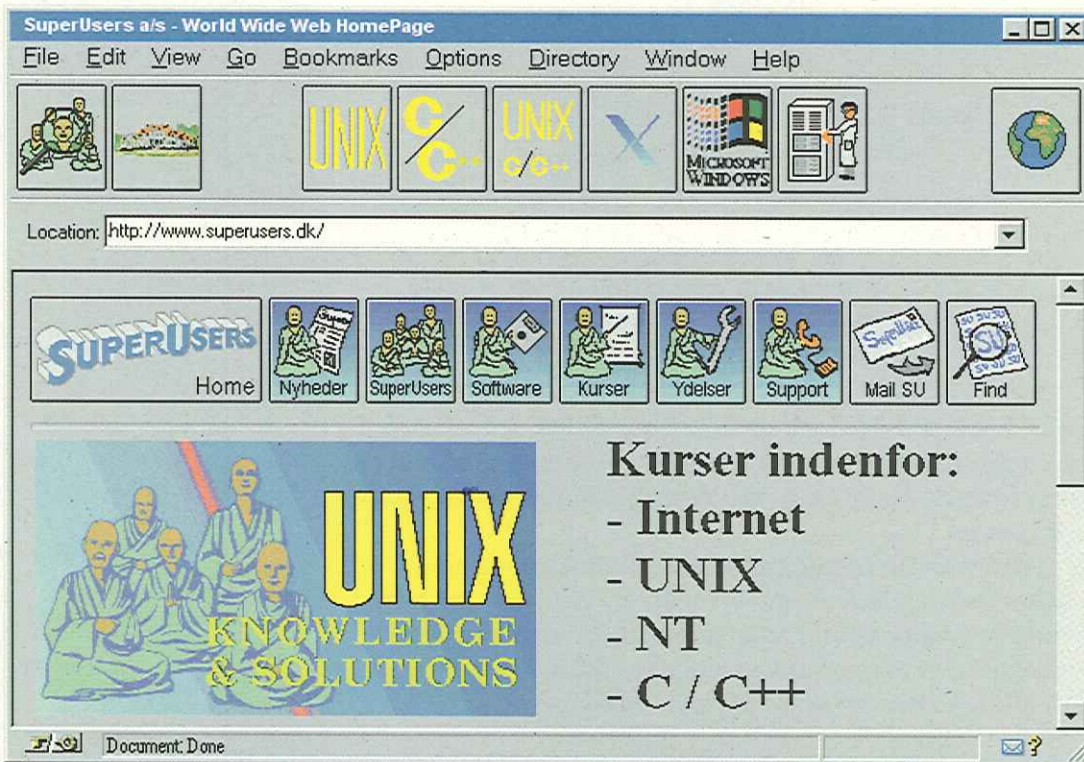 SuperUsers a/s - World Wide Web HomePage
File Edit View Go Bookmarks Options Directory Window Help
UNIX C/C++ UNIX C/C++ X MICROSOFT WINDOWS
Location: http://www.superusers.dk/
SUPERUSERS Home Nyheder SuperUsers Software Kurser Ydelser Support Mail SU Find
UNIX
KNOWLEDGE
& SOLUTIONS
Kurser indenfor:
- Internet
- UNIX
- NT
- C / C++
Document: Done